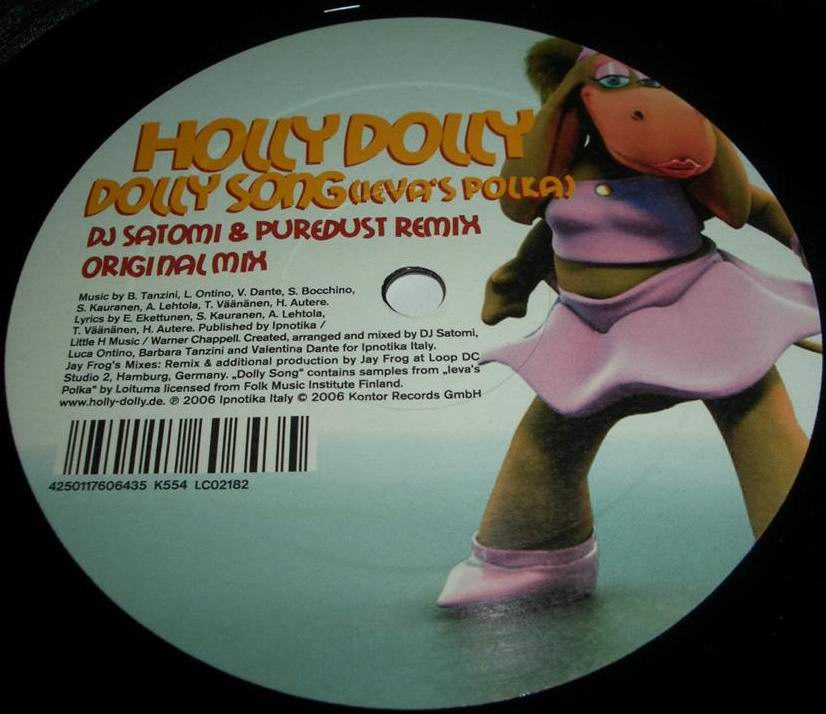 HOLLY DOLLY
DOLLY SONG (IEVA'S POLKA)
DJ SATOMI & PUREDUST REMIX
ORIGINAL MIX
Music by B. Tanzini, L. Ontino, V. Dante, S. Bocchino,
S. Kauranen, A. Lehtola, T. Väänänen, H. Autere.
Lyrics by E. Ekettunen, S. Kauranen, A. Lehtola,
T. Väänänen, H. Autere. Published by Ipnotika /
Little H Music / Warner Chappell. Created, arranged and mixed by DJ Satomi,
Luca Ontino, Barbara Tanzini and Valentina Dante for Ipnotika Italy.
Jay Frog's Mixes: Remix & additional production by Jay Frog at Loop DC
Studio 2, Hamburg, Germany. „Dolly Song“ contains samples from „Ieva's
Polka“ by Loituma licensed from Folk Music Institute Finland.
www.holly-dolly.de. ℗ 2006 Ipnotika Italy © 2006 Kontor Records GmbH
4250117606435 K554 LC02182